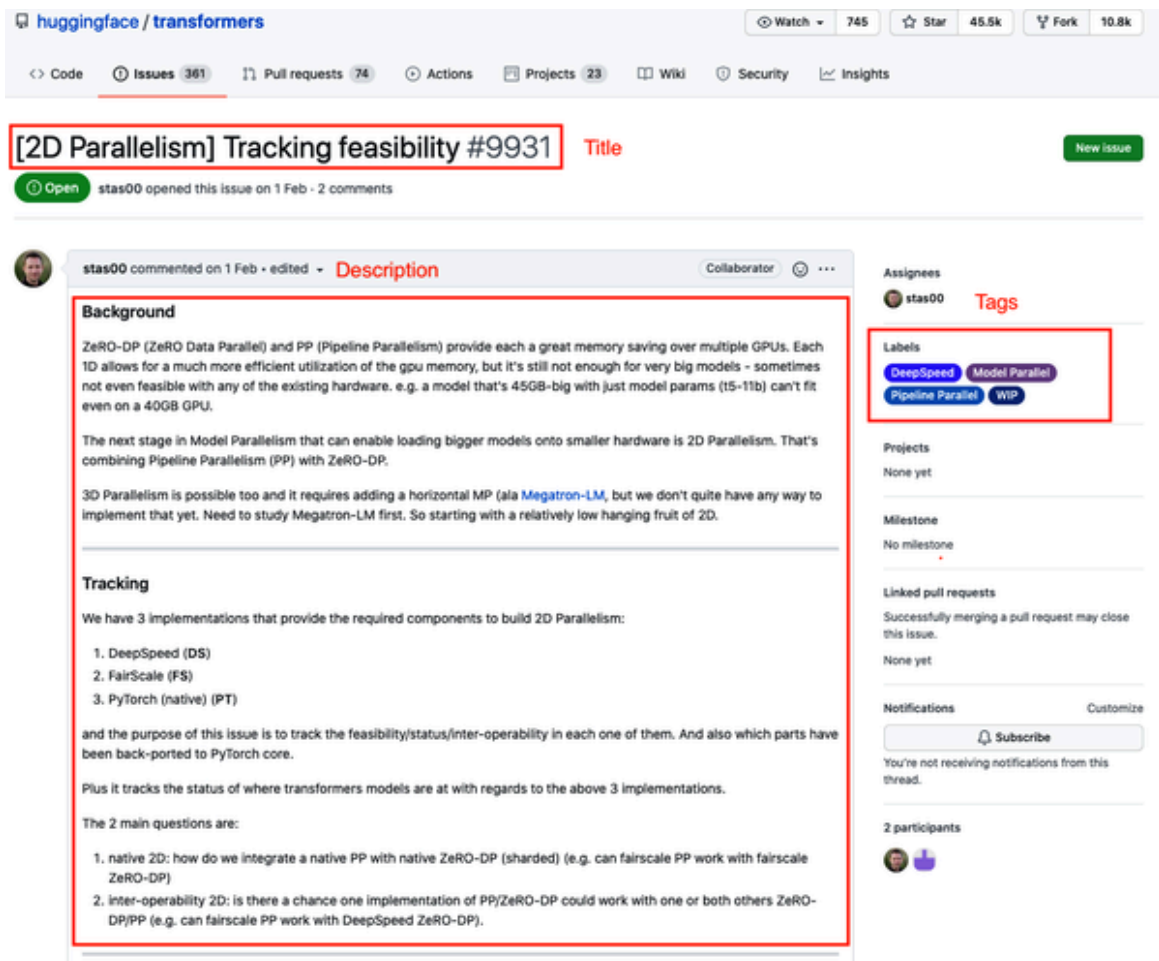 huggingface / transformers
Watch 745 Star 45.5k Fork 10.8k
Code Issues 361 Pull requests 74 Actions Projects 23 Wiki Security Insights
[2D Parallelism] Tracking feasibility #9931 Title
New issue
Open stas00 opened this issue on 1 Feb · 2 comments
stas00 commented on 1 Feb • edited Description
Collaborator
Background
ZeRO-DP (ZeRO Data Parallel) and PP (Pipeline Parallelism) provide each a great memory saving over multiple GPUs. Each
1D allows for a much more efficient utilization of the gpu memory, but it's still not enough for very big models - sometimes
not even feasible with any of the existing hardware. e.g. a model that's 45GB-big with just model params (t5-11b) can't fit
even on a 40GB GPU.
The next stage in Model Parallelism that can enable loading bigger models onto smaller hardware is 2D Parallelism. That's
combining Pipeline Parallelism (PP) with ZeRO-DP.
3D Parallelism is possible too and it requires adding a horizontal MP (ala Megatron-LM, but we don't quite have any way to
implement that yet. Need to study Megatron-LM first. So starting with a relatively low hanging fruit of 2D.
Tracking
We have 3 implementations that provide the required components to build 2D Parallelism:
1. DeepSpeed (DS)
2. FairScale (FS)
3. PyTorch (native) (PT)
and the purpose of this issue is to track the feasibility/status/inter-operability in each one of them. And also which parts have
been back-ported to PyTorch core.
Plus it tracks the status of where transformers models are at with regards to the above 3 implementations.
The 2 main questions are:
1. native 2D: how do we integrate a native PP with native ZeRO-DP (sharded) (e.g. can fairscale PP work with fairscale
ZeRO-DP)
2. inter-operability 2D: is there a chance one implementation of PP/ZeRO-DP could work with one or both others ZeRO-
DP/PP (e.g. can fairscale PP work with DeepSpeed ZeRO-DP).
Assignees
stas00
Tags
Labels
DeepSpeed Model Parallel
Pipeline Parallel WIP
Projects
None yet
Milestone
No milestone
Linked pull requests
Successfully merging a pull request may close
this issue.
None yet
Notifications Customize
Subscribe
You're not receiving notifications from this
thread.
2 participants